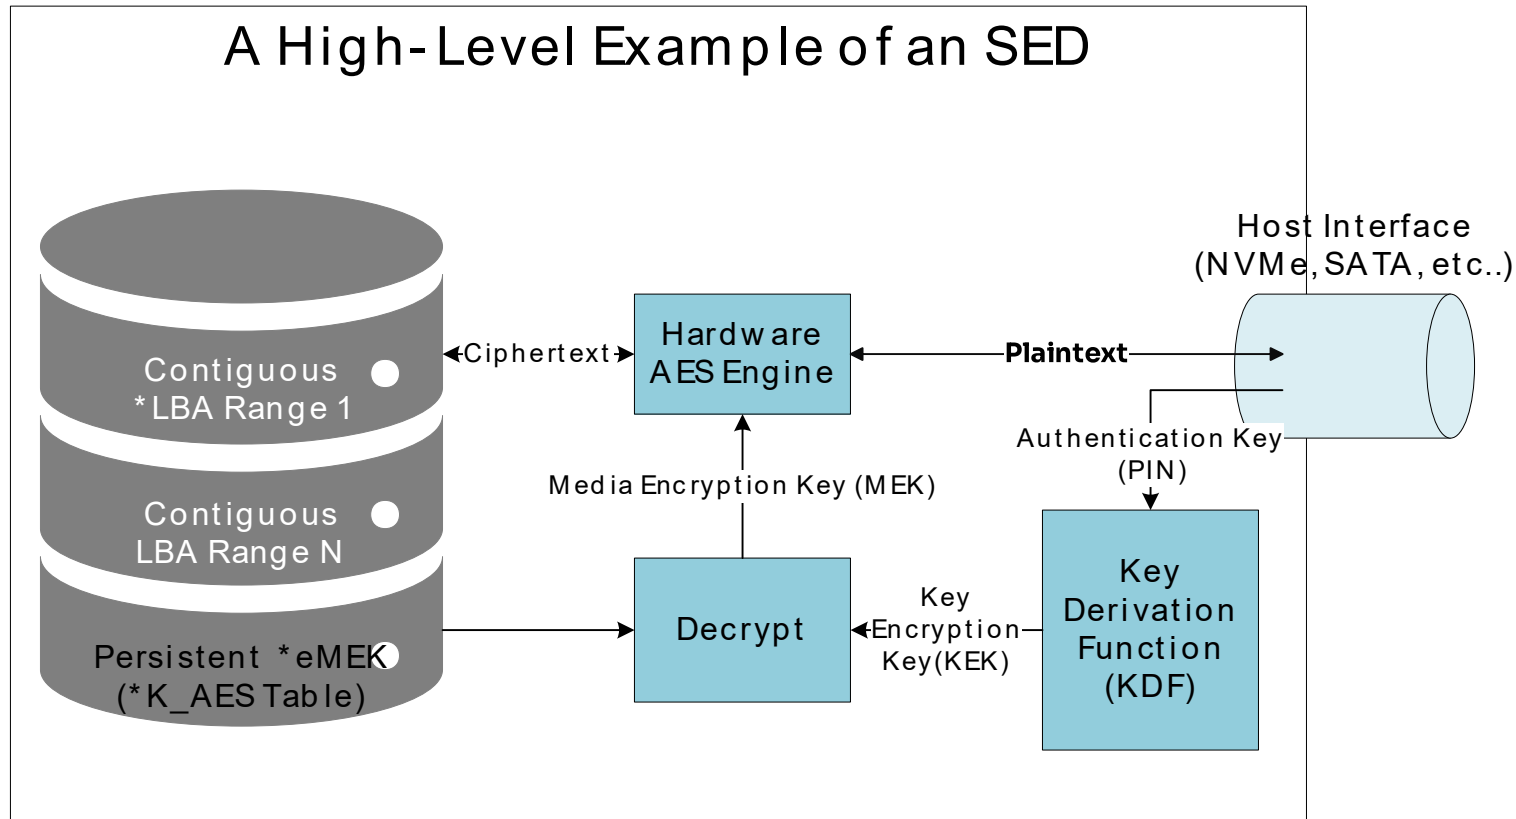 A High-Level Example of an SED
Host Interface
(NVMe, SATA, etc..)
Contiguous
*LBA Range 1
Ciphertext
Hardware
AES Engine
Plaintext
Authentication Key
(PIN)
Media Encryption Key (MEK)
Contiguous
LBA Range N
Persistent *eMEK
(*K_AES Table)
Decrypt
Key
Encryption
Key(KEK)
Key
Derivation
Function
(KDF)